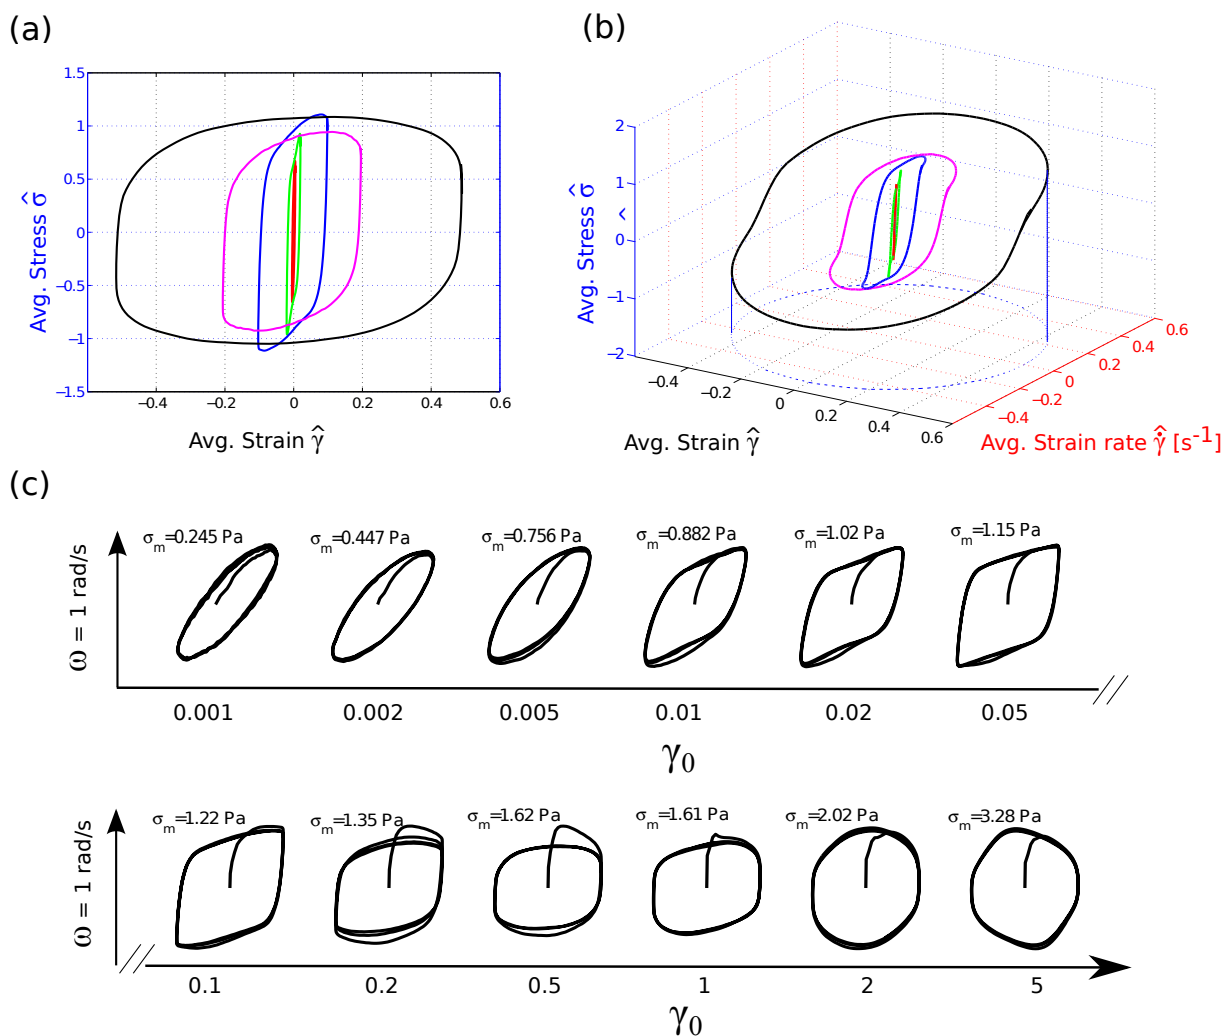 (a)
(b)
1.5
1
0.5
0
−0.5
−1
−1.5
−0.4
−0.2
0
0.2
0.4
0.6
Avg. Stress σ̂
Avg. Strain γ̂
2
1
0
−1
−2
Avg. Stress σ̂
−0.4
−0.2
0
0.2
0.4
0.6
Avg. Strain γ̂
−0.4
−0.2
0
0.2
0.4
0.6
Avg. Strain rate γ̂̇ [s⁻¹]
(c)
σm=0.245 Pa
σm=0.447 Pa
σm=0.756 Pa
σm=0.882 Pa
σm=1.02 Pa
σm=1.15 Pa
ω = 1 rad/s
0.001
0.002
0.005
0.01
0.02
0.05
γ0
σm=1.22 Pa
σm=1.35 Pa
σm=1.62 Pa
σm=1.61 Pa
σm=2.02 Pa
σm=3.28 Pa
ω = 1 rad/s
0.1
0.2
0.5
1
2
5
γ0